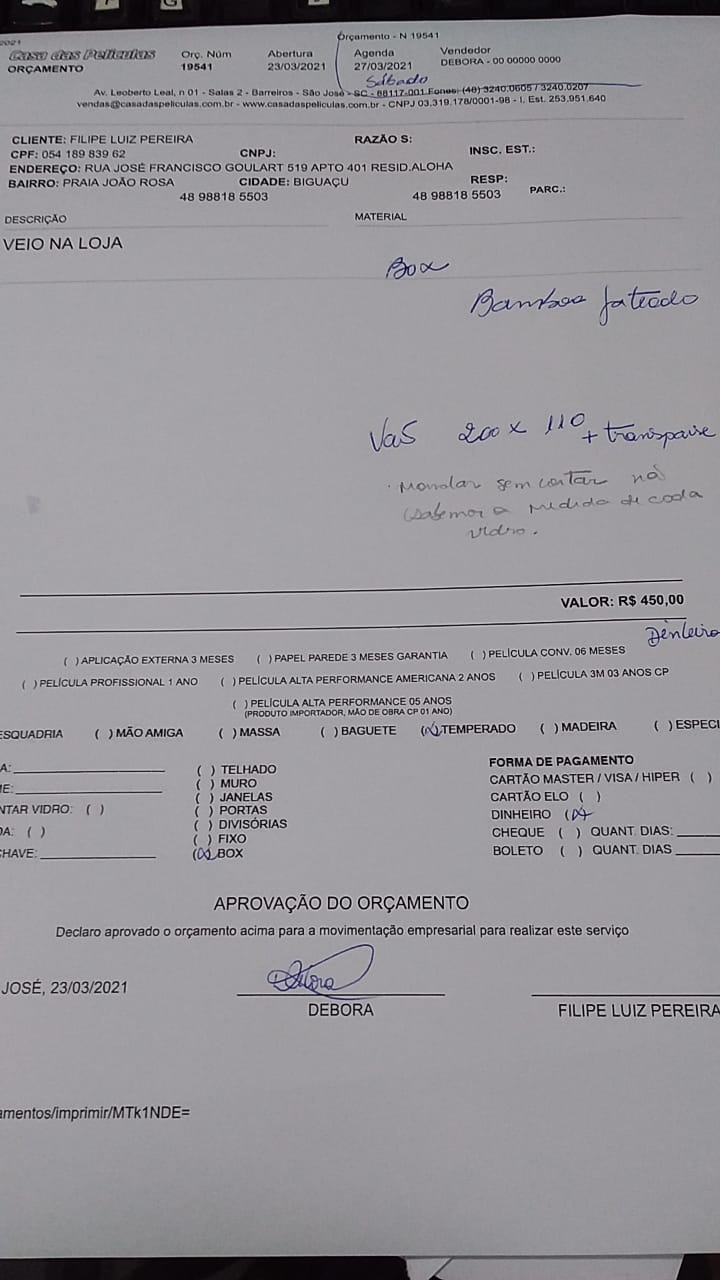 Orçamento - N 19541
2021
Casa das Películas
ORÇAMENTO
Orç. Núm
19541
Abertura
23/03/2021
Agenda
27/03/2021
Sábado
Vendedor
DEBORA - 00 00000 0000
Av. Leoberto Leal, n 01 - Salas 2 - Barreiros - São José - SC - 88117-001 Fones: (48) 3240.0605 / 3240.0207
vendas@casadaspeliculas.com.br - www.casadaspeliculas.com.br - CNPJ 03.319.178/0001-98 - I. Est. 253.951.640
CLIENTE: FILIPE LUIZ PEREIRA
RAZÃO S:
CPF: 054 189 839 62
CNPJ:
INSC. EST.:
ENDEREÇO: RUA JOSÉ FRANCISCO GOULART 519 APTO 401 RESID.ALOHA
BAIRRO: PRAIA JOÃO ROSA
CIDADE: BIGUAÇU
RESP:
PARC.:
48 98818 5503
48 98818 5503
DESCRIÇÃO
MATERIAL
VEIO NA LOJA
Box
Bamboo jateado
Vas 200 x 110 + transpasse
Mandar sem contar não
sabemos a medida de cada
vidro.
VALOR: R$ 450,00
Dinheiro
( ) APLICAÇÃO EXTERNA 3 MESES ( ) PAPEL PAREDE 3 MESES GARANTIA ( ) PELÍCULA CONV. 06 MESES
( ) PELÍCULA PROFISSIONAL 1 ANO ( ) PELÍCULA ALTA PERFORMANCE AMERICANA 2 ANOS ( ) PELÍCULA 3M 03 ANOS CP
( ) PELÍCULA ALTA PERFORMANCE 05 ANOS
(PRODUTO IMPORTADOR, MÃO DE OBRA CP 01 ANO)
ESQUADRIA ( ) MÃO AMIGA ( ) MASSA ( ) BAGUETE (X) TEMPERADO ( ) MADEIRA ( ) ESPECI
A:
E:
NTAR VIDRO: ( )
DA: ( )
CHAVE:
( ) TELHADO
( ) MURO
( ) JANELAS
( ) PORTAS
( ) DIVISÓRIAS
( ) FIXO
(X) BOX
FORMA DE PAGAMENTO
CARTÃO MASTER / VISA / HIPER ( )
CARTÃO ELO ( )
DINHEIRO (X)
CHEQUE ( ) QUANT. DIAS:
BOLETO ( ) QUANT. DIAS
APROVAÇÃO DO ORÇAMENTO
Declaro aprovado o orçamento acima para a movimentação empresarial para realizar este serviço
JOSÉ, 23/03/2021
Debora
DEBORA
FILIPE LUIZ PEREIRA
amentos/imprimir/MTk1NDE=